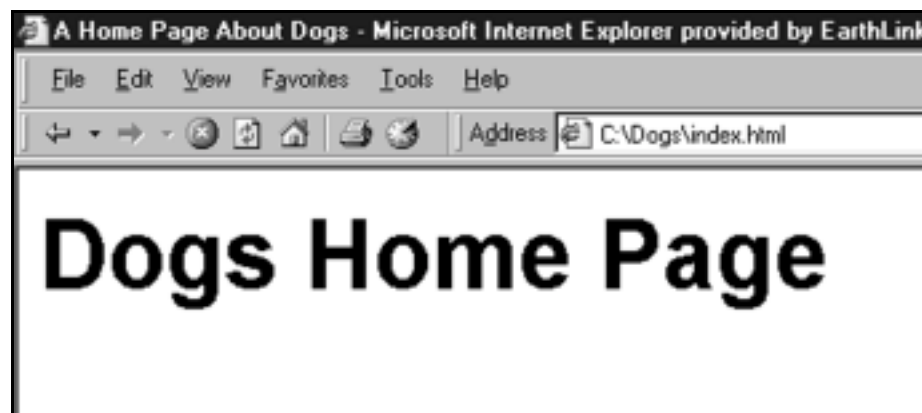 A Home Page About Dogs - Microsoft Internet Explorer provided by EarthLink
File Edit View Favorites Tools Help
Address C:\Dogs\index.html
Dogs Home Page